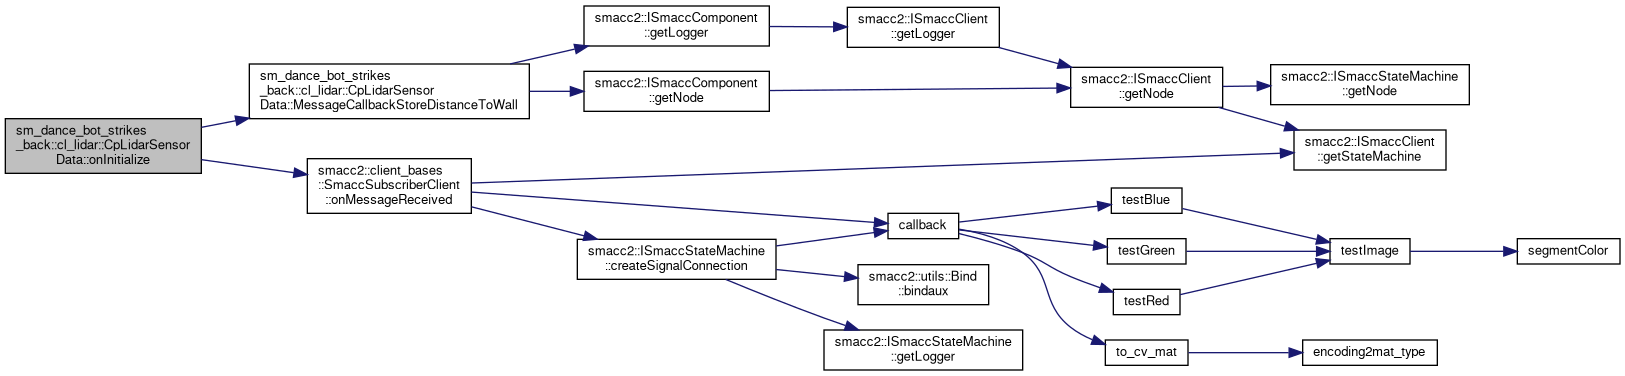 sm_dance_bot_strikes
_back::cl_lidar::CpLidarSensor
Data::onInitialize
sm_dance_bot_strikes
_back::cl_lidar::CpLidarSensor
Data::MessageCallbackStoreDistanceToWall
smacc2::client_bases
::SmaccSubscriberClient
::onMessageReceived
smacc2::ISmaccComponent
::getLogger
smacc2::ISmaccComponent
::getNode
smacc2::ISmaccStateMachine
::createSignalConnection
smacc2::ISmaccClient
::getLogger
callback
smacc2::utils::Bind
::bindaux
smacc2::ISmaccStateMachine
::getLogger
smacc2::ISmaccClient
::getNode
testBlue
testGreen
testRed
to_cv_mat
smacc2::ISmaccStateMachine
::getNode
smacc2::ISmaccClient
::getStateMachine
testImage
encoding2mat_type
segmentColor